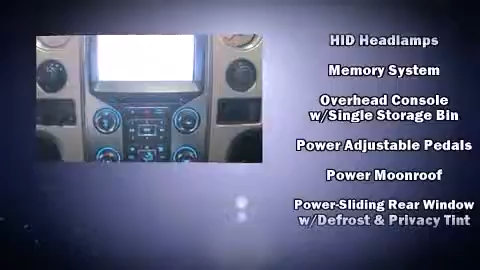 HID Headlamps
Memory System
Overhead Console
w/Single Storage Bin
Power Adjustable Pedals
Power Moonroof
Power-Sliding Rear Window
w/Defrost & Privacy Tint